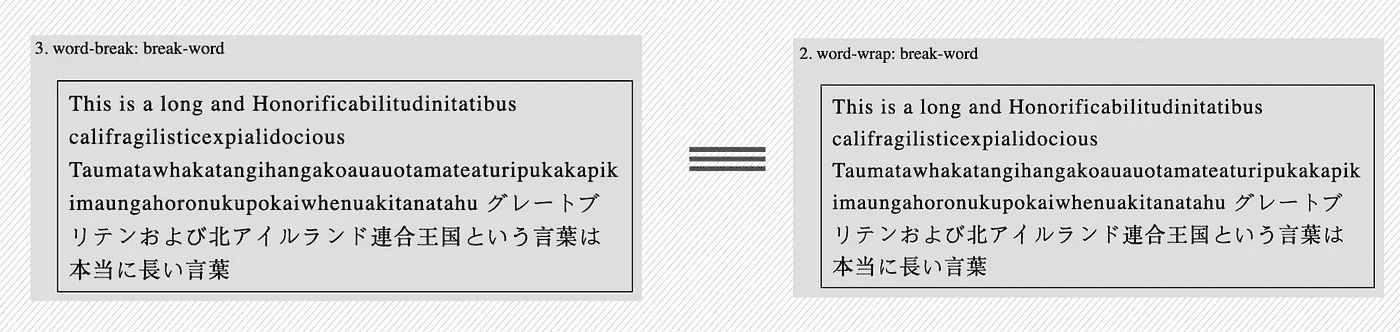 3. word-break: break-word
This is a long and Honorificabilitudinitatibus
califragilisticexpialidocious
Taumatawhakatangihangakoauauotamateaturipukakapik
imaungahoronukupokaiwhenuakitanatahu グレートブ
リテンおよび北アイルランド連合王国という言葉は
本当に長い言葉
2. word-wrap: break-word
This is a long and Honorificabilitudinitatibus
califragilisticexpialidocious
Taumatawhakatangihangakoauauotamateaturipukakapik
imaungahoronukupokaiwhenuakitanatahu グレートブ
リテンおよび北アイルランド連合王国という言葉は
本当に長い言葉